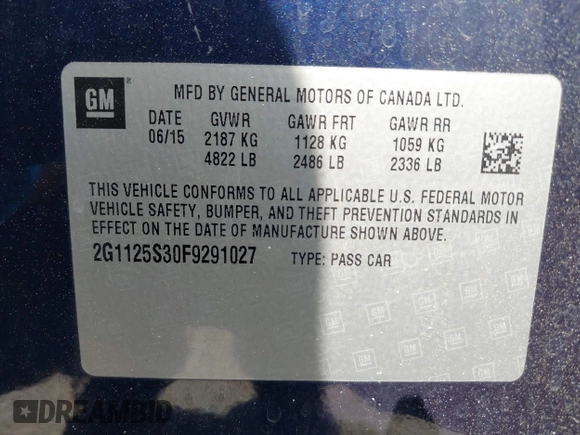 GM ® MFD BY GENERAL MOTORS OF CANADA LTD.
DATE GVWR GAWR FRT GAWR RR
06/15 2187 KG 1128 KG 1059 KG
4822 LB 2486 LB 2336 LB
THIS VEHICLE CONFORMS TO ALL APPLICABLE U.S. FEDERAL MOTOR
VEHICLE SAFETY, BUMPER, AND THEFT PREVENTION STANDARDS IN
EFFECT ON THE DATE OF MANUFACTURE SHOWN ABOVE.
2G1125S30F9291027 TYPE: PASS CAR
DREAMBID